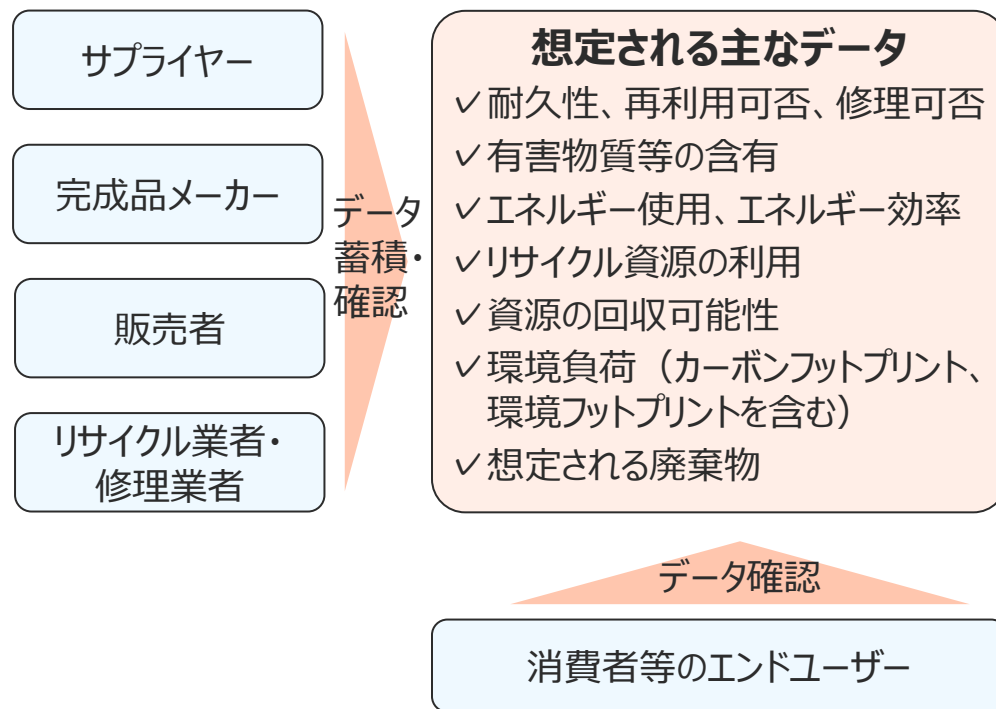 サプライヤー
完成品メーカー
販売者
リサイクル業者・
修理業者
データ
蓄積・
確認
想定される主なデータ
✓耐久性、再利用可否、修理可否
✓有害物質等の含有
✓エネルギー使用、エネルギー効率
✓リサイクル資源の利用
✓資源の回収可能性
✓環境負荷（カーボンフットプリント、
環境フットプリントを含む）
✓想定される廃棄物
データ確認
消費者等のエンドユーザー